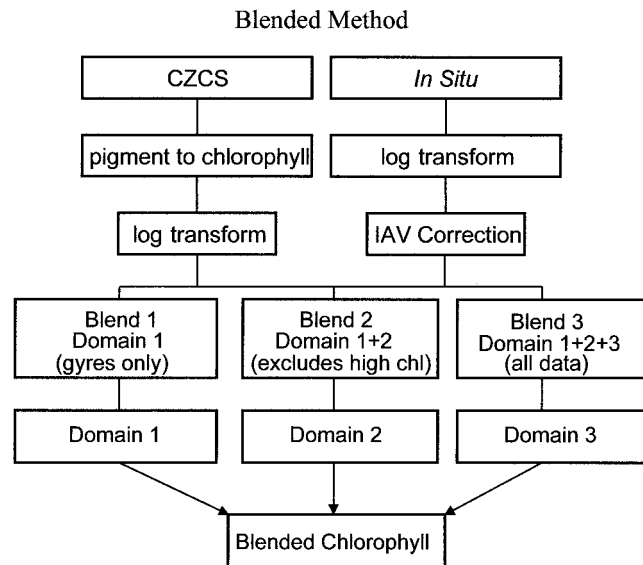 Blended Method
CZCS
In Situ
pigment to chlorophyll
log transform
log transform
IAV Correction
Blend 1
Domain 1
(gyres only)
Blend 2
Domain 1+2
(excludes high chl)
Blend 3
Domain 1+2+3
(all data)
Domain 1
Domain 2
Domain 3
Blended Chlorophyll